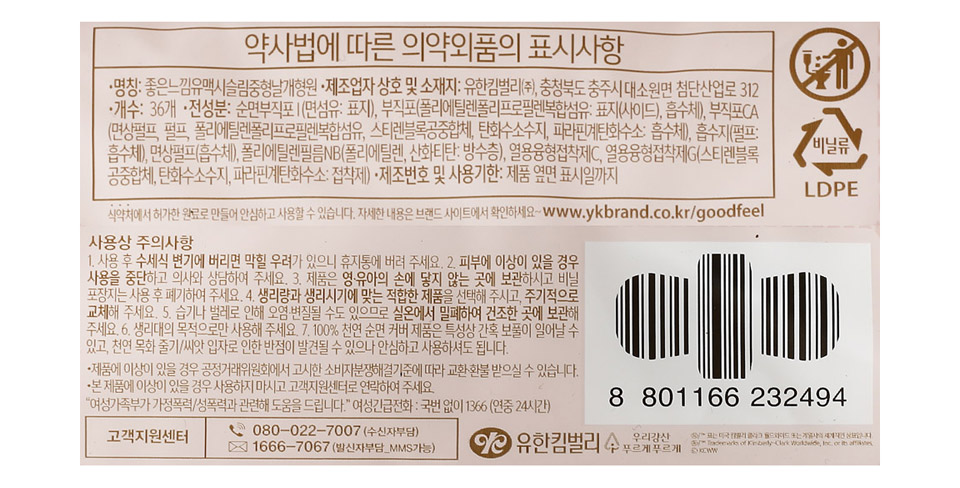 약사법에 따른 의약외품의 표시사항
•명칭: 좋은느낌유맥시슬림중형날개형원 •제조업자 상호 및 소재지: 유한킴벌리㈜, 충청북도 충주시 대소원면 첨단산업로 312
•개수: 36개 •전성분: 순면부직포Ⅰ(면섬유: 표지), 부직포(폴리에틸렌폴리프로필렌복합섬유: 표지(사이드), 흡수체), 부직포CA
(면상펄프, 펄프, 폴리에틸렌폴리프로필렌복합섬유, 스티렌블록공중합체, 탄화수소수지, 파라핀계탄화수소: 흡수체), 흡수지(펄프:
흡수체), 면상펄프(흡수체), 폴리에틸렌필름NB(폴리에틸렌, 산화티탄: 방수층), 열용융형접착제C, 열용융형접착제G(스티렌블록
공중합체, 탄화수소수지, 파라핀계탄화수소: 접착제) •제조번호 및 사용기한: 제품 옆면 표시일까지
비닐류
LDPE
식약처에서 허가한 원료로 만들어 안심하고 사용할 수 있습니다. 자세한 내용은 브랜드 사이트에서 확인하세요~ www.ykbrand.co.kr/goodfeel
사용상 주의사항
1. 사용 후 수세식 변기에 버리면 막힐 우려가 있으니 휴지통에 버려 주세요. 2. 피부에 이상이 있을 경우
사용을 중단하고 의사와 상담하여 주세요. 3. 제품은 영·유아의 손에 닿지 않는 곳에 보관하시고 비닐
포장지는 사용 후 폐기하여 주세요. 4. 생리량과 생리시기에 맞는 적합한 제품을 선택해 주시고, 주기적으로
교체해 주세요. 5. 습기나 벌레로 인해 오염·변질될 수도 있으므로 실온에서 밀폐하여 건조한 곳에 보관해
주세요. 6. 생리대의 목적으로만 사용해 주세요. 7. 100% 천연 순면 커버 제품은 특성상 간혹 보풀이 일어날 수
있고, 천연 목화 줄기/씨앗 입자로 인한 반점이 발견될 수 있으나 안심하고 사용하셔도 됩니다.
•제품에 이상이 있을 경우 공정거래위원회에서 고시한 소비자분쟁해결기준에 따라 교환·환불 받으실 수 있습니다.
•본 제품에 이상이 있을 경우 사용하지 마시고 고객지원센터로 연락하여 주세요.
“여성가족부가 가정폭력/성폭력과 관련해 도움을 드립니다.” 여성긴급전화 : 국번 없이 1366 (연중 24시간)
8 801166 232494
고객지원센터
080-022-7007 (수신자부담)
1666-7067 (발신자부담_MMS가능)
유한킴벌리
우리강산
푸르게 푸르게
®/™ Trademarks of Kimberly-Clark Worldwide, Inc. or its affiliates.
© KCWW